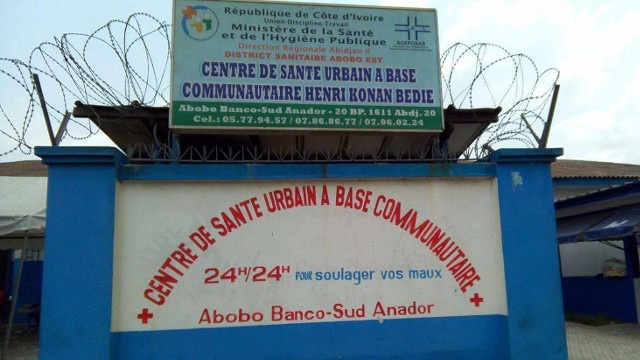 République de Côte d'Ivoire
Union-Discipline-Travail
Ministère de la Santé
et de l'Hygiène Publique
Direction Régionale Abidjan II
DISTRICT SANITAIRE ABOBO EST
CENTRE DE SANTE URBAIN A BASE
COMMUNAUTAIRE HENRI KONAN BEDIE
Abobo Banco-Sud Anador - 20 BP. 1611 Abdj. 20
Cel.: 05.77.94.57 / 07.86.86.77 / 07.96.02.24
CENTRE DE SANTE URBAIN A BASE COMMUNAUTAIRE
24H/24H POUR soulager vos maux
Abobo Banco-Sud Anador